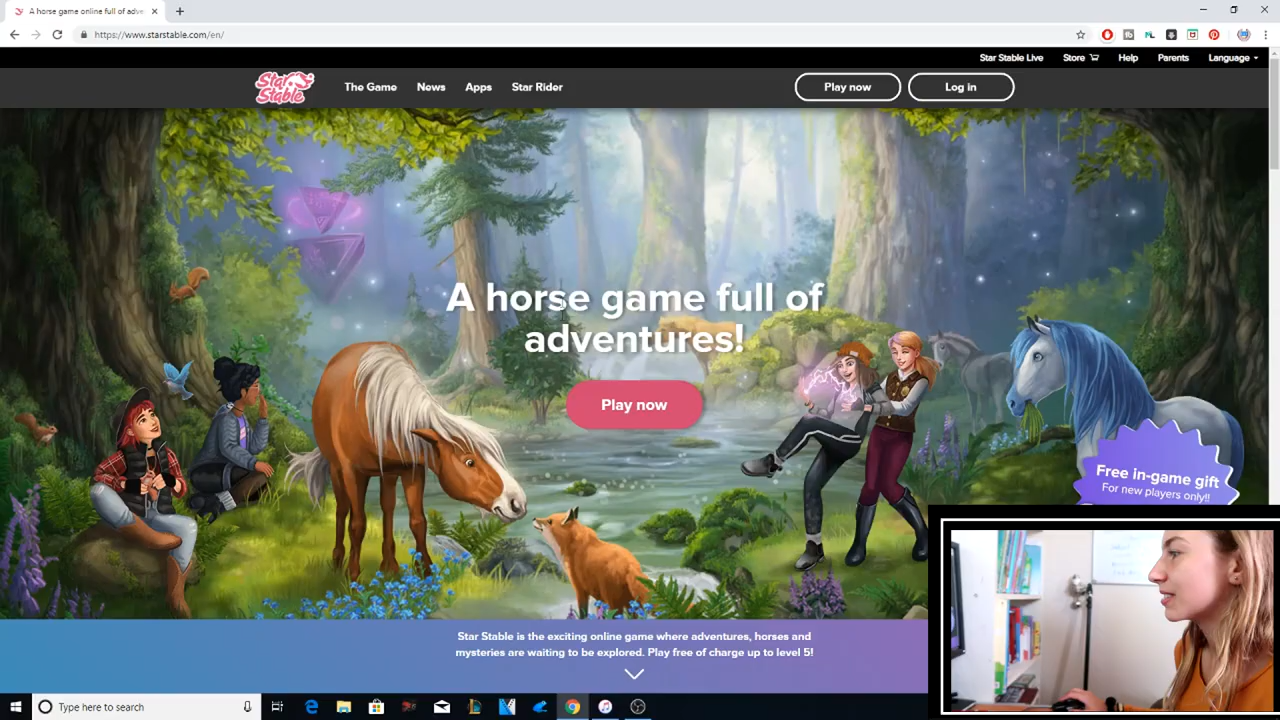 A horse game online full of adve
https://www.starstable.com/en/
Star Stable Live Store Help Parents Language
Star Stable
The Game News Apps Star Rider Play now Log in
A horse game full of
adventures!
Play now
Free in-game gift
For new players only!!
Star Stable is the exciting online game where adventures, horses and
mysteries are waiting to be explored. Play free of charge up to level 5!
Type here to search